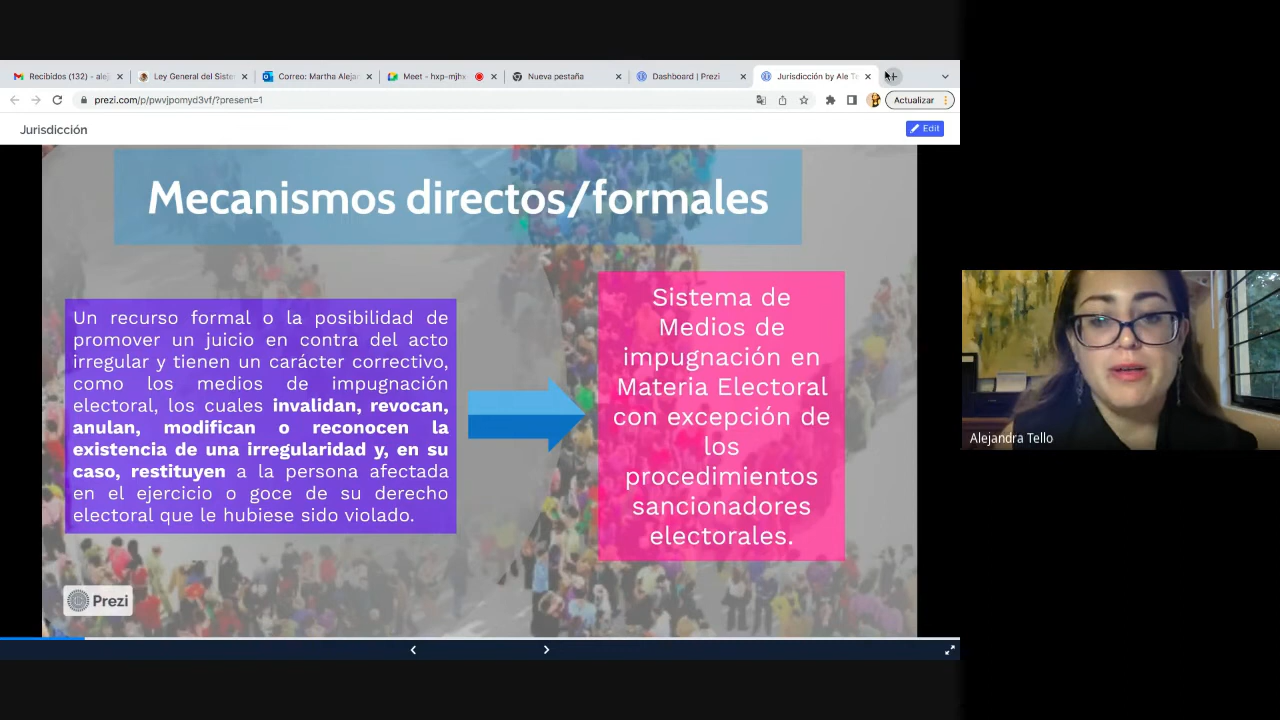 Recibidos (132) - alej
Ley General del Siste
Correo: Martha Alejan
Meet - hxp-mjhx
Nueva pestaña
Dashboard | Prezi
Jurisdicción by Ale Te
prezi.com/p/pwvjpomyd3vf/?present=1
Actualizar
Jurisdicción
Edit
Mecanismos directos/formales
Un recurso formal o la posibilidad de
promover un juicio en contra del acto
irregular y tienen un carácter correctivo,
como los medios de impugnación
electoral, los cuales invalidan, revocan,
anulan, modifican o reconocen la
existencia de una irregularidad y, en su
caso, restituyen a la persona afectada
en el ejercicio o goce de su derecho
electoral que le hubiese sido violado.
Sistema de
Medios de
impugnación en
Materia Electoral
con excepción de
los
procedimientos
sancionadores
electorales.
Prezi
Alejandra Tello